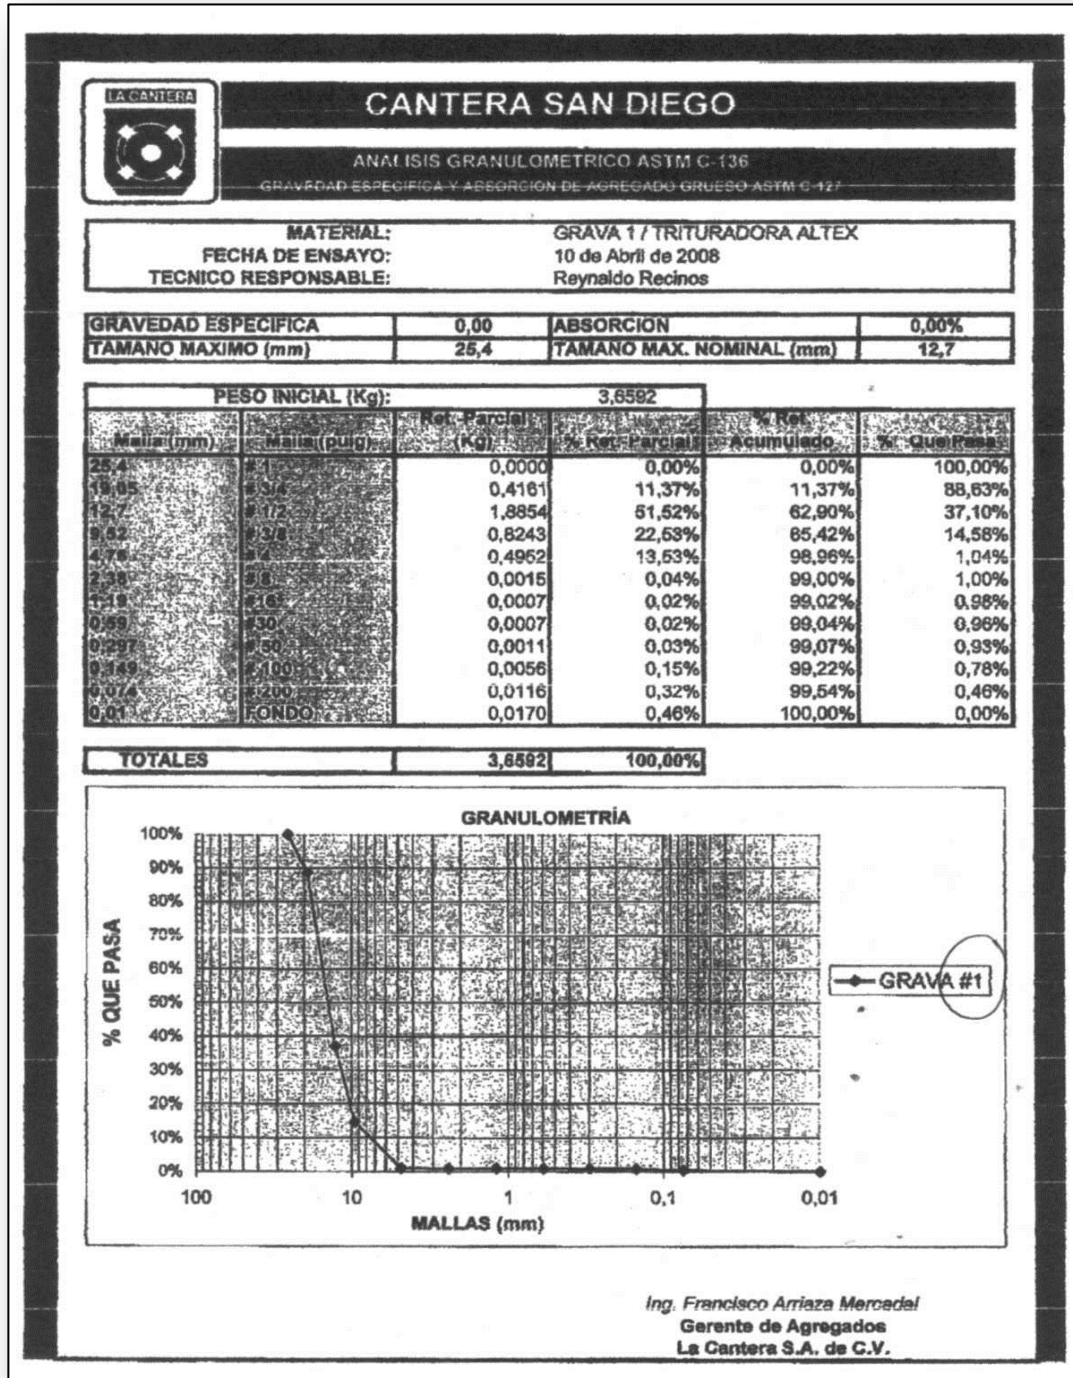 LA CANTERA
CANTERA SAN DIEGO
ANALISIS GRANULOMETRICO ASTM C-136
GRAVEDAD ESPECIFICA Y ABSORCION DE AGREGADO GRUESO ASTM C-127
MATERIAL: GRAVA 1 / TRITURADORA ALTEX
FECHA DE ENSAYO: 10 de Abril de 2008
TECNICO RESPONSABLE: Reynaldo Recinos
GRAVEDAD ESPECIFICA 0,00 ABSORCION 0,00%
TAMAÑO MAXIMO (mm) 25,4 TAMAÑO MAX. NOMINAL (mm) 12,7
PESO INICIAL (Kg): 3,6592
Malla (mm) Malla (pulg) Ret. Parcial (Kg) % Ret. Parcial % Ret. Acumulado % Que Pasa
25,4 # 1 0,0000 0,00% 0,00% 100,00%
19,05 # 3/4 0,4161 11,37% 11,37% 88,63%
12,7 # 1/2 1,8854 51,52% 62,90% 37,10%
9,52 # 3/8 0,8243 22,53% 85,42% 14,58%
4,76 # 4 0,4952 13,53% 98,96% 1,04%
2,38 # 8 0,0015 0,04% 99,00% 1,00%
1,19 #16 0,0007 0,02% 99,02% 0,98%
0,59 #30 0,0007 0,02% 99,04% 0,96%
0,297 # 50 0,0011 0,03% 99,07% 0,93%
0,149 # 100 0,0056 0,15% 99,22% 0,78%
0,074 # 200 0,0116 0,32% 99,54% 0,46%
0,01 FONDO 0,0170 0,46% 100,00% 0,00%
TOTALES 3,6592 100,00%
GRANULOMETRÍA
% QUE PASA
100%
90%
80%
70%
60%
50%
40%
30%
20%
10%
0%
100 10 1 0,1 0,01
MALLAS (mm)
GRAVA #1
Ing. Francisco Arriaza Mercadal
Gerente de Agregados
La Cantera S.A. de C.V.